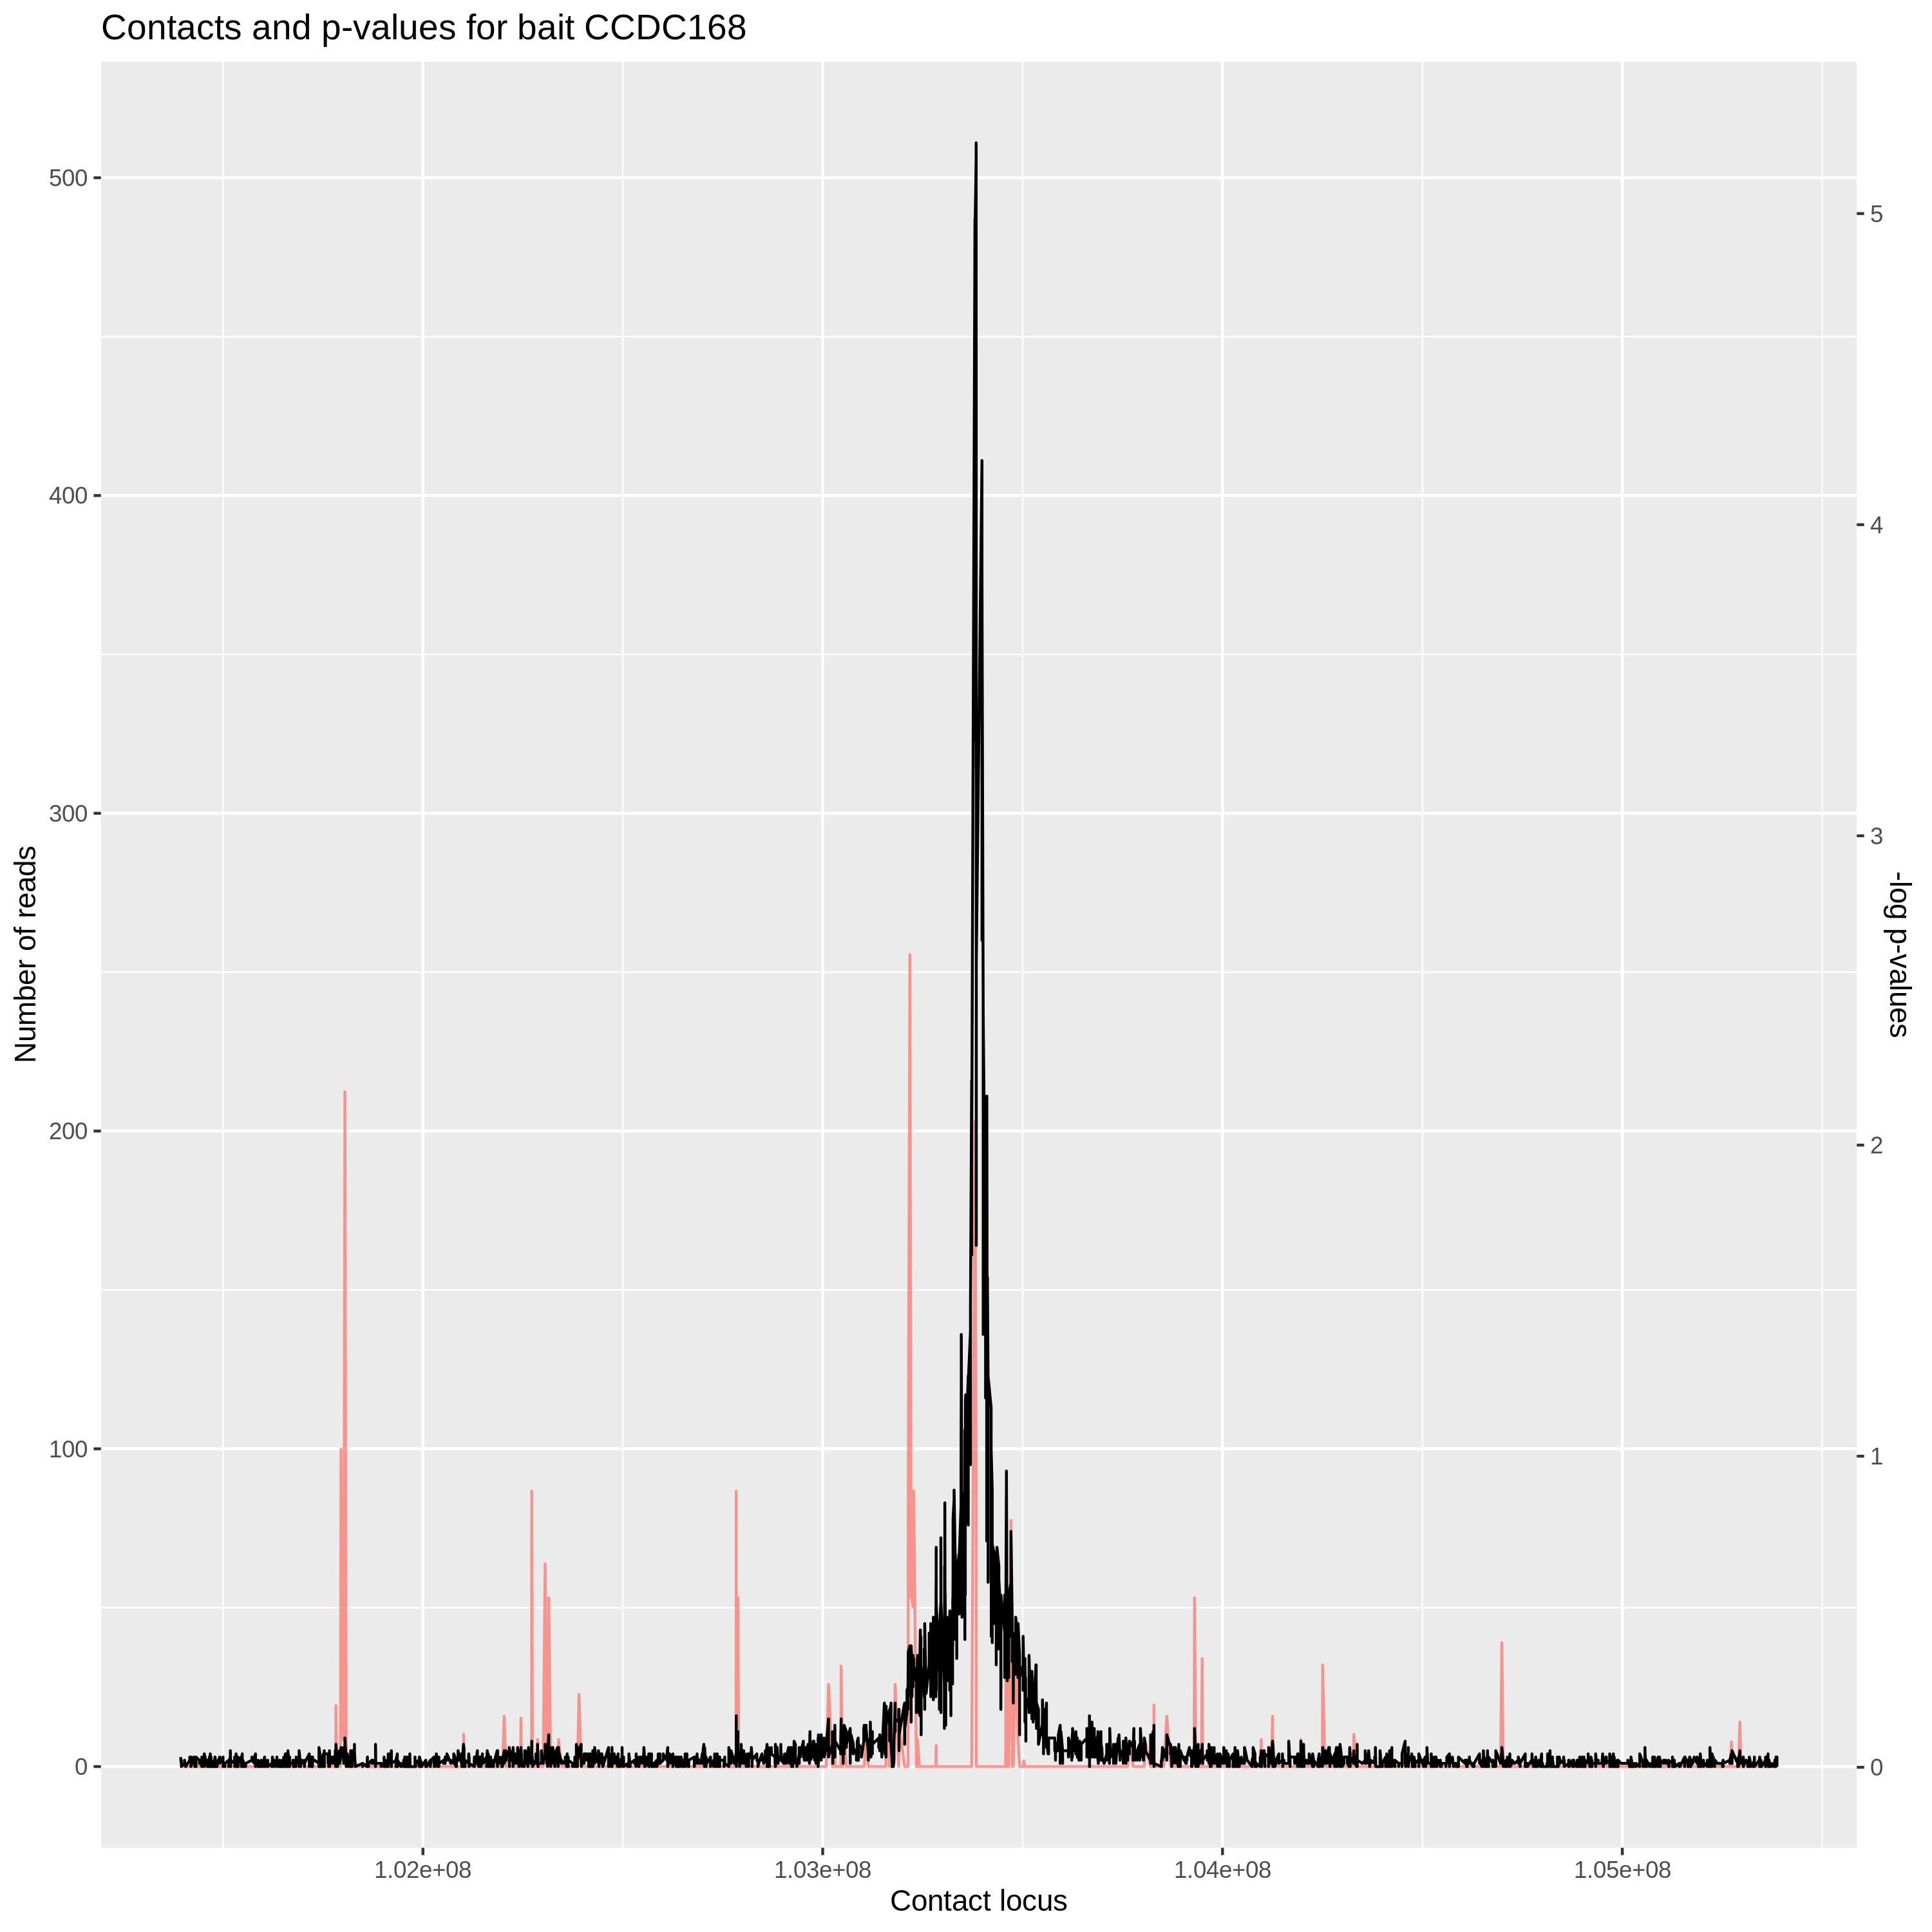 Contacts and p-values for bait CCDC168
500
400
300
200
100
0
Number of reads
5
4
3
2
1
0
-log p-values
1.02e+08
1.03e+08
1.04e+08
1.05e+08
Contact locus